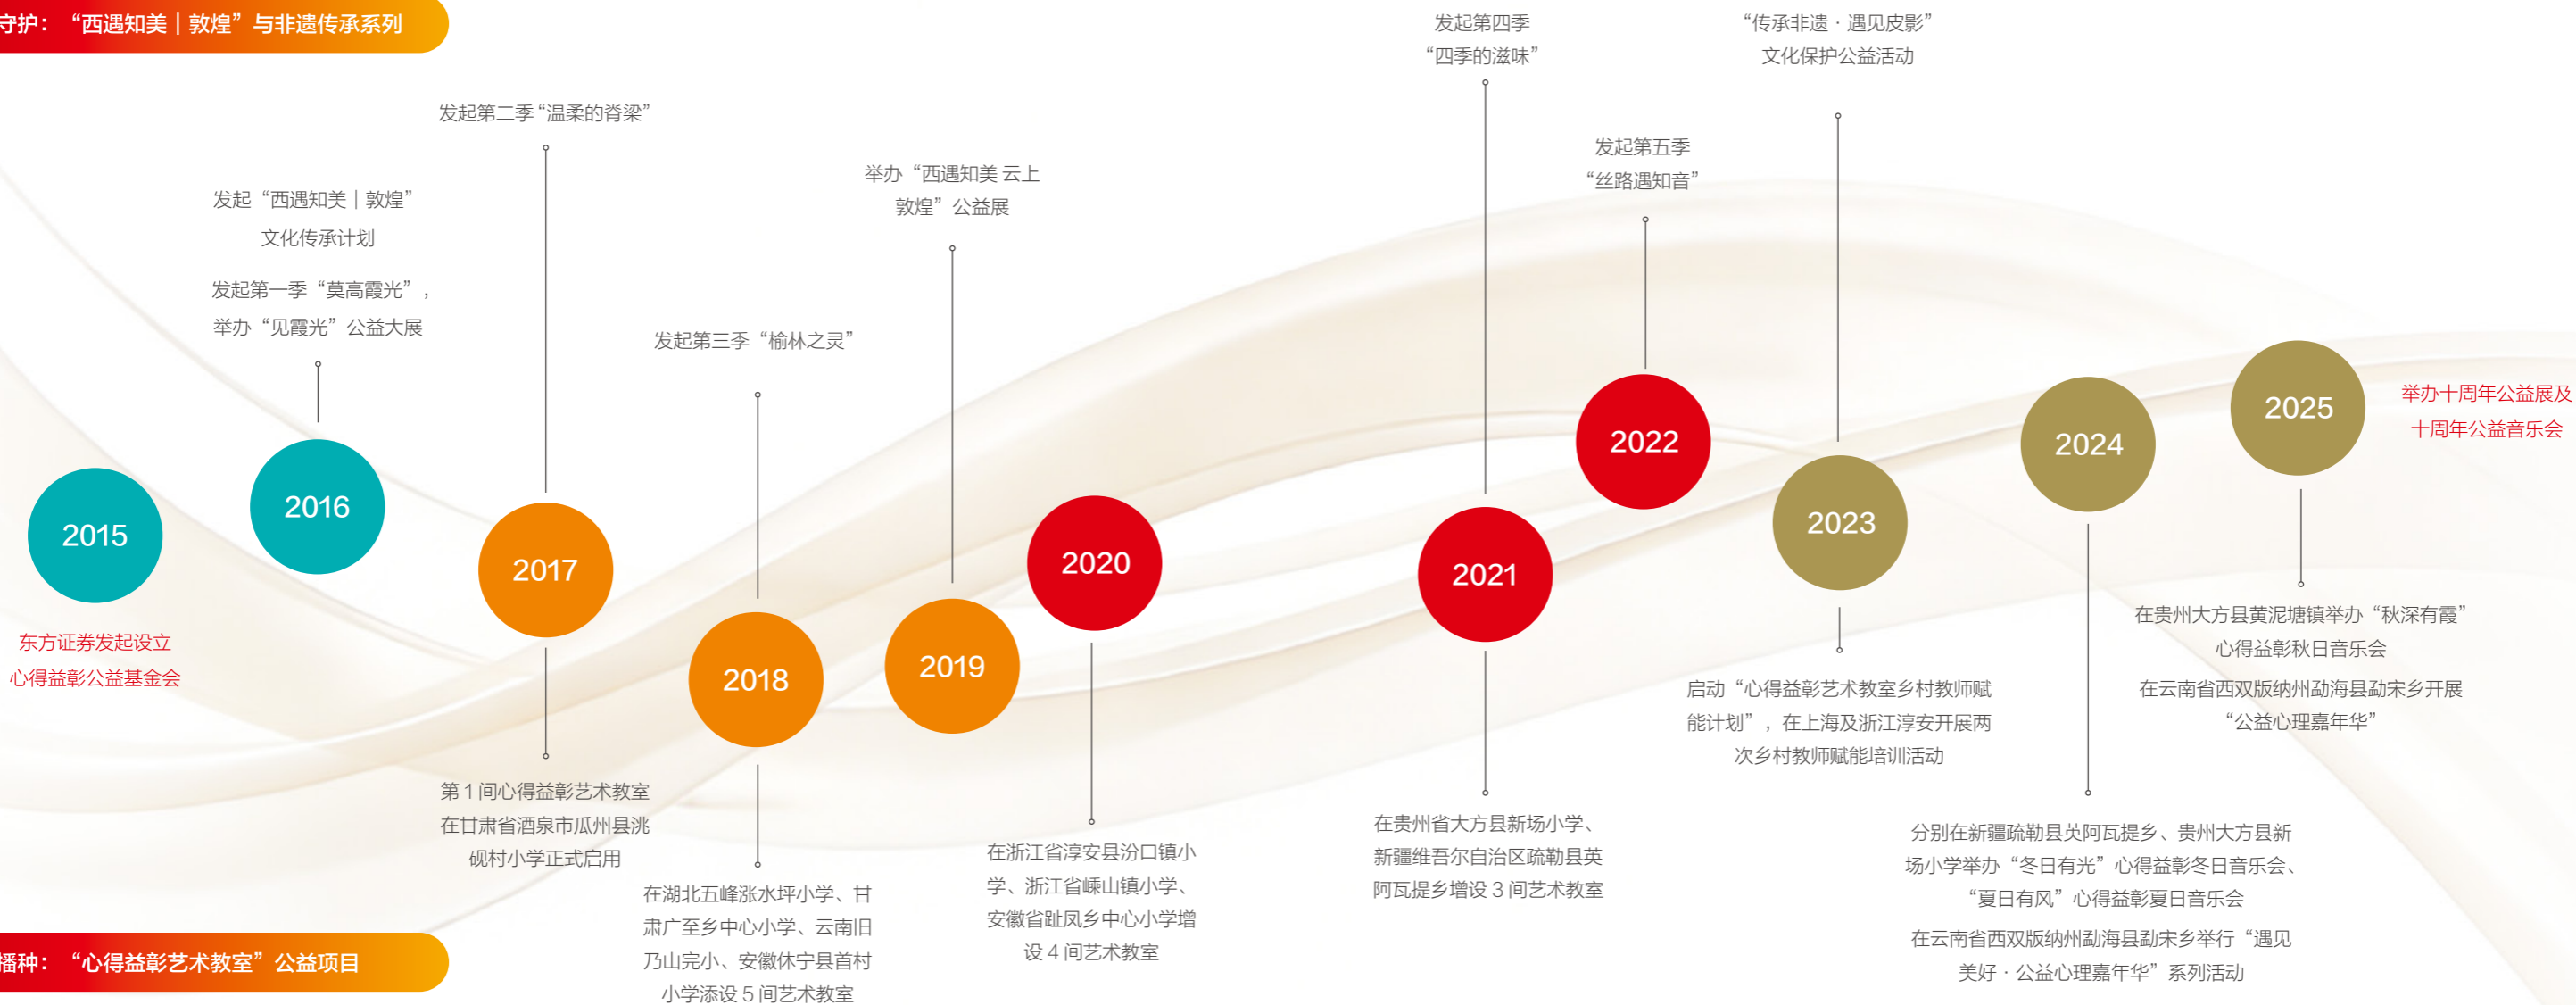 守护：“西遇知美｜敦煌”与非遗传承系列
2015
东方证券发起设立
心得益彰公益基金会
发起“西遇知美｜敦煌”
文化传承计划
发起第一季“莫高霞光”，
举办“见霞光”公益大展
2016
发起第二季“温柔的脊梁”
2017
第 1 间心得益彰艺术教室
在甘肃省酒泉市瓜州县洮
砚村小学正式启用
发起第三季“榆林之灵”
2018
在湖北五峰涨水坪小学、甘
肃广至乡中心小学、云南旧
乃山完小、安徽休宁县首村
小学添设 5 间艺术教室
举办“西遇知美 云上
敦煌”公益展
2019
2020
在浙江省淳安县汾口镇小
学、浙江省嵊山镇小学、
安徽省趾凤乡中心小学增
设 4 间艺术教室
发起第四季
“四季的滋味”
2021
在贵州省大方县新场小学、
新疆维吾尔自治区疏勒县英
阿瓦提乡增设 3 间艺术教室
发起第五季
“丝路遇知音”
2022
“传承非遗 · 遇见皮影”
文化保护公益活动
2023
启动“心得益彰艺术教室乡村教师赋
能计划”，在上海及浙江淳安开展两
次乡村教师赋能培训活动
2024
分别在新疆疏勒县英阿瓦提乡、贵州大方县新
场小学举办“冬日有光”心得益彰冬日音乐会、
“夏日有风”心得益彰夏日音乐会
在云南省西双版纳州勐海县勐宋乡举行“遇见
美好 · 公益心理嘉年华”系列活动
2025
举办十周年公益展及
十周年公益音乐会
在贵州大方县黄泥塘镇举办“秋深有霞”
心得益彰秋日音乐会
在云南省西双版纳州勐海县勐宋乡开展
“公益心理嘉年华”
播种：“心得益彰艺术教室”公益项目